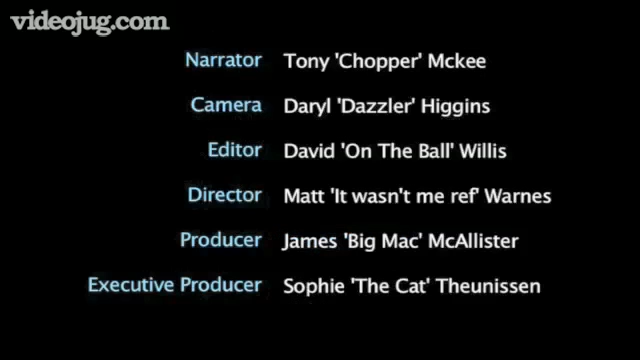 videojug.com
Narrator Tony 'Chopper' Mckee
Camera Daryl 'Dazzler' Higgins
Editor David 'On The Ball' Willis
Director Matt 'It wasn't me ref' Warnes
Producer James 'Big Mac' McAllister
Executive Producer Sophie 'The Cat' Theunissen